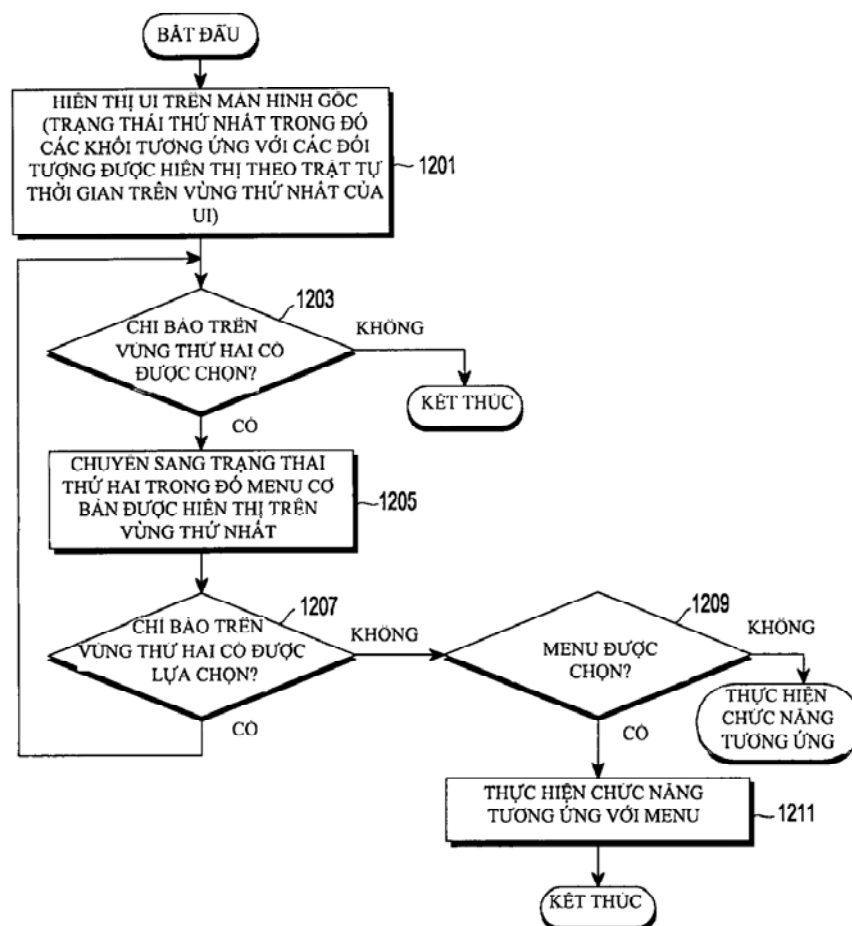 BẮT ĐẦU
HIỂN THỊ UI TRÊN MÀN HÌNH GỐC
(TRẠNG THÁI THỨ NHẤT TRONG ĐÓ
CÁC KHỐI TƯƠNG ỨNG VỚI CÁC ĐỐI
TƯỢNG ĐƯỢC HIỂN THỊ THEO TRẬT TỰ
THỜI GIAN TRÊN VÙNG THỨ NHẤT CỦA
UI)
1201
1203
CHỈ BÁO TRÊN
VÙNG THỨ HAI CÓ
ĐƯỢC CHỌN?
KHÔNG
KẾT THÚC
CÓ
CHUYỂN SANG TRẠNG THÁI
THỨ HAI TRONG ĐÓ MENU CƠ
BẢN ĐƯỢC HIỂN THỊ TRÊN
VÙNG THỨ NHẤT
1205
1207
CHỈ BÁO TRÊN
VÙNG THỨ HAI CÓ ĐƯỢC
LỰA CHỌN?
KHÔNG
1209
MENU ĐƯỢC
CHỌN?
KHÔNG
THỰC HIỆN
CHỨC NĂNG
TƯƠNG ỨNG
CÓ
CÓ
THỰC HIỆN CHỨC NĂNG
TƯƠNG ỨNG VỚI MENU
1211
KẾT THÚC